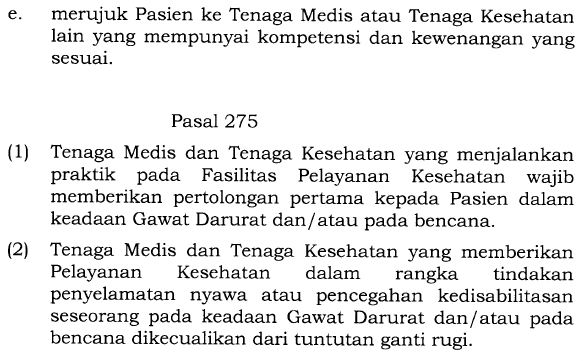 e. merujuk Pasien ke Tenaga Medis atau Tenaga Kesehatan
lain yang mempunyai kompetensi dan kewenangan yang
sesuai.
Pasal 275
(1) Tenaga Medis dan Tenaga Kesehatan yang menjalankan
praktik pada Fasilitas Pelayanan Kesehatan wajib
memberikan pertolongan pertama kepada Pasien dalam
keadaan Gawat Darurat dan/atau pada bencana.
(2) Tenaga Medis dan Tenaga Kesehatan yang memberikan
Pelayanan Kesehatan dalam rangka tindakan
penyelamatan nyawa atau pencegahan kedisabilitasan
seseorang pada keadaan Gawat Darurat dan/atau pada
bencana dikecualikan dari tuntutan ganti rugi.